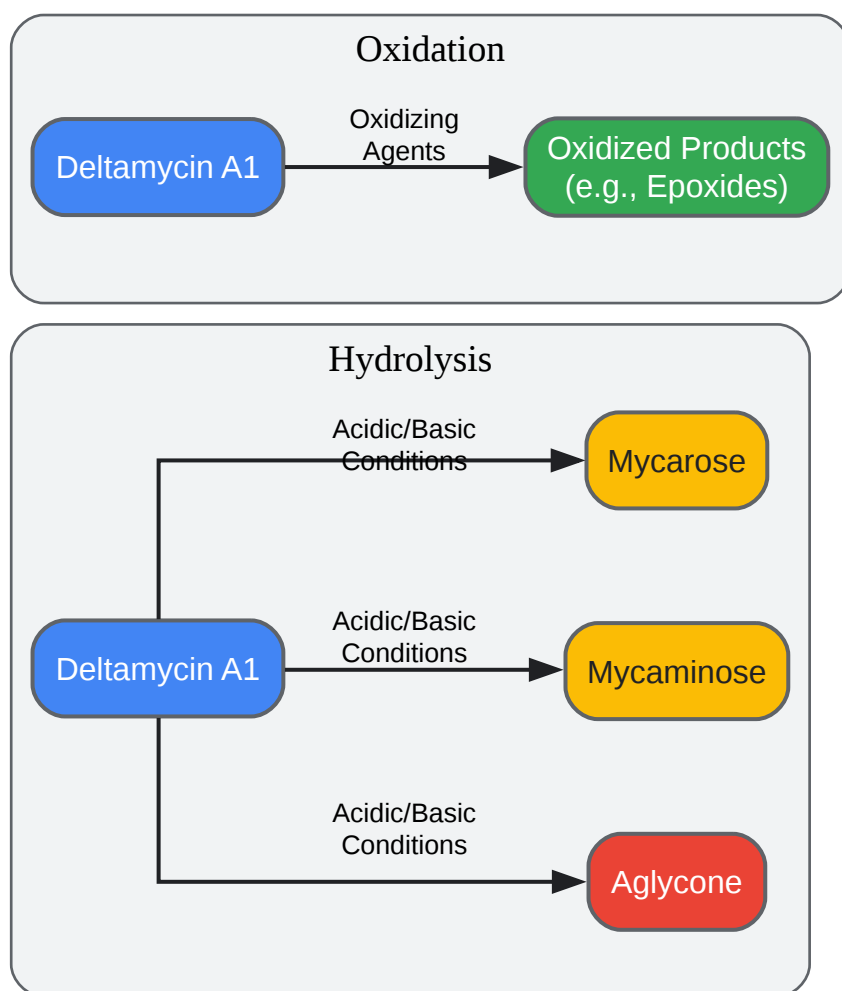 Oxidation
Oxidizing
Agents
Deltamycin A1
Oxidized Products
(e.g., Epoxides)
Hydrolysis
Acidic/Basic
Conditions
Mycarose
Deltamycin A1
Acidic/Basic
Conditions
Mycaminose
Acidic/Basic
Conditions
Aglycone